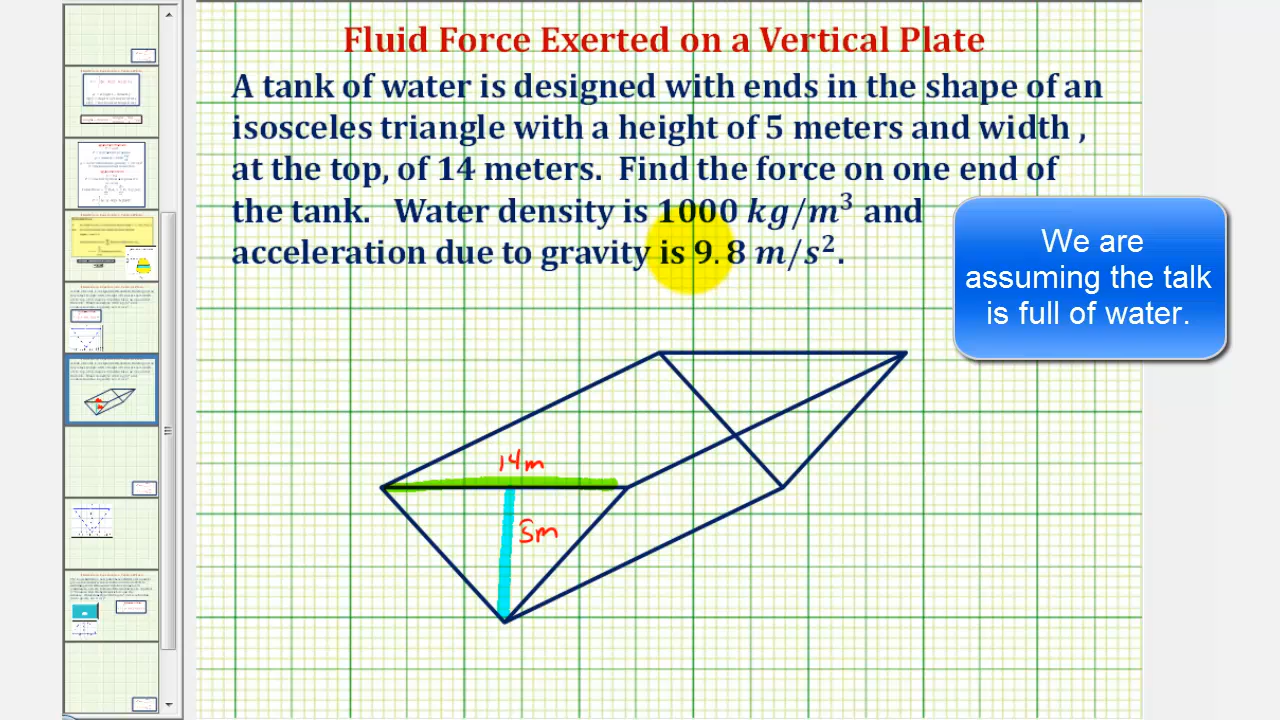 Fluid Force Exerted on a Vertical Plate
A tank of water is designed with ends in the shape of an
isosceles triangle with a height of 5 meters and width ,
at the top, of 14 meters. Find the force on one end of
the tank. Water density is 1000 kg/m³ and
acceleration due to gravity is 9.8 m/s².
We are
assuming the talk
is full of water.
14m
5m